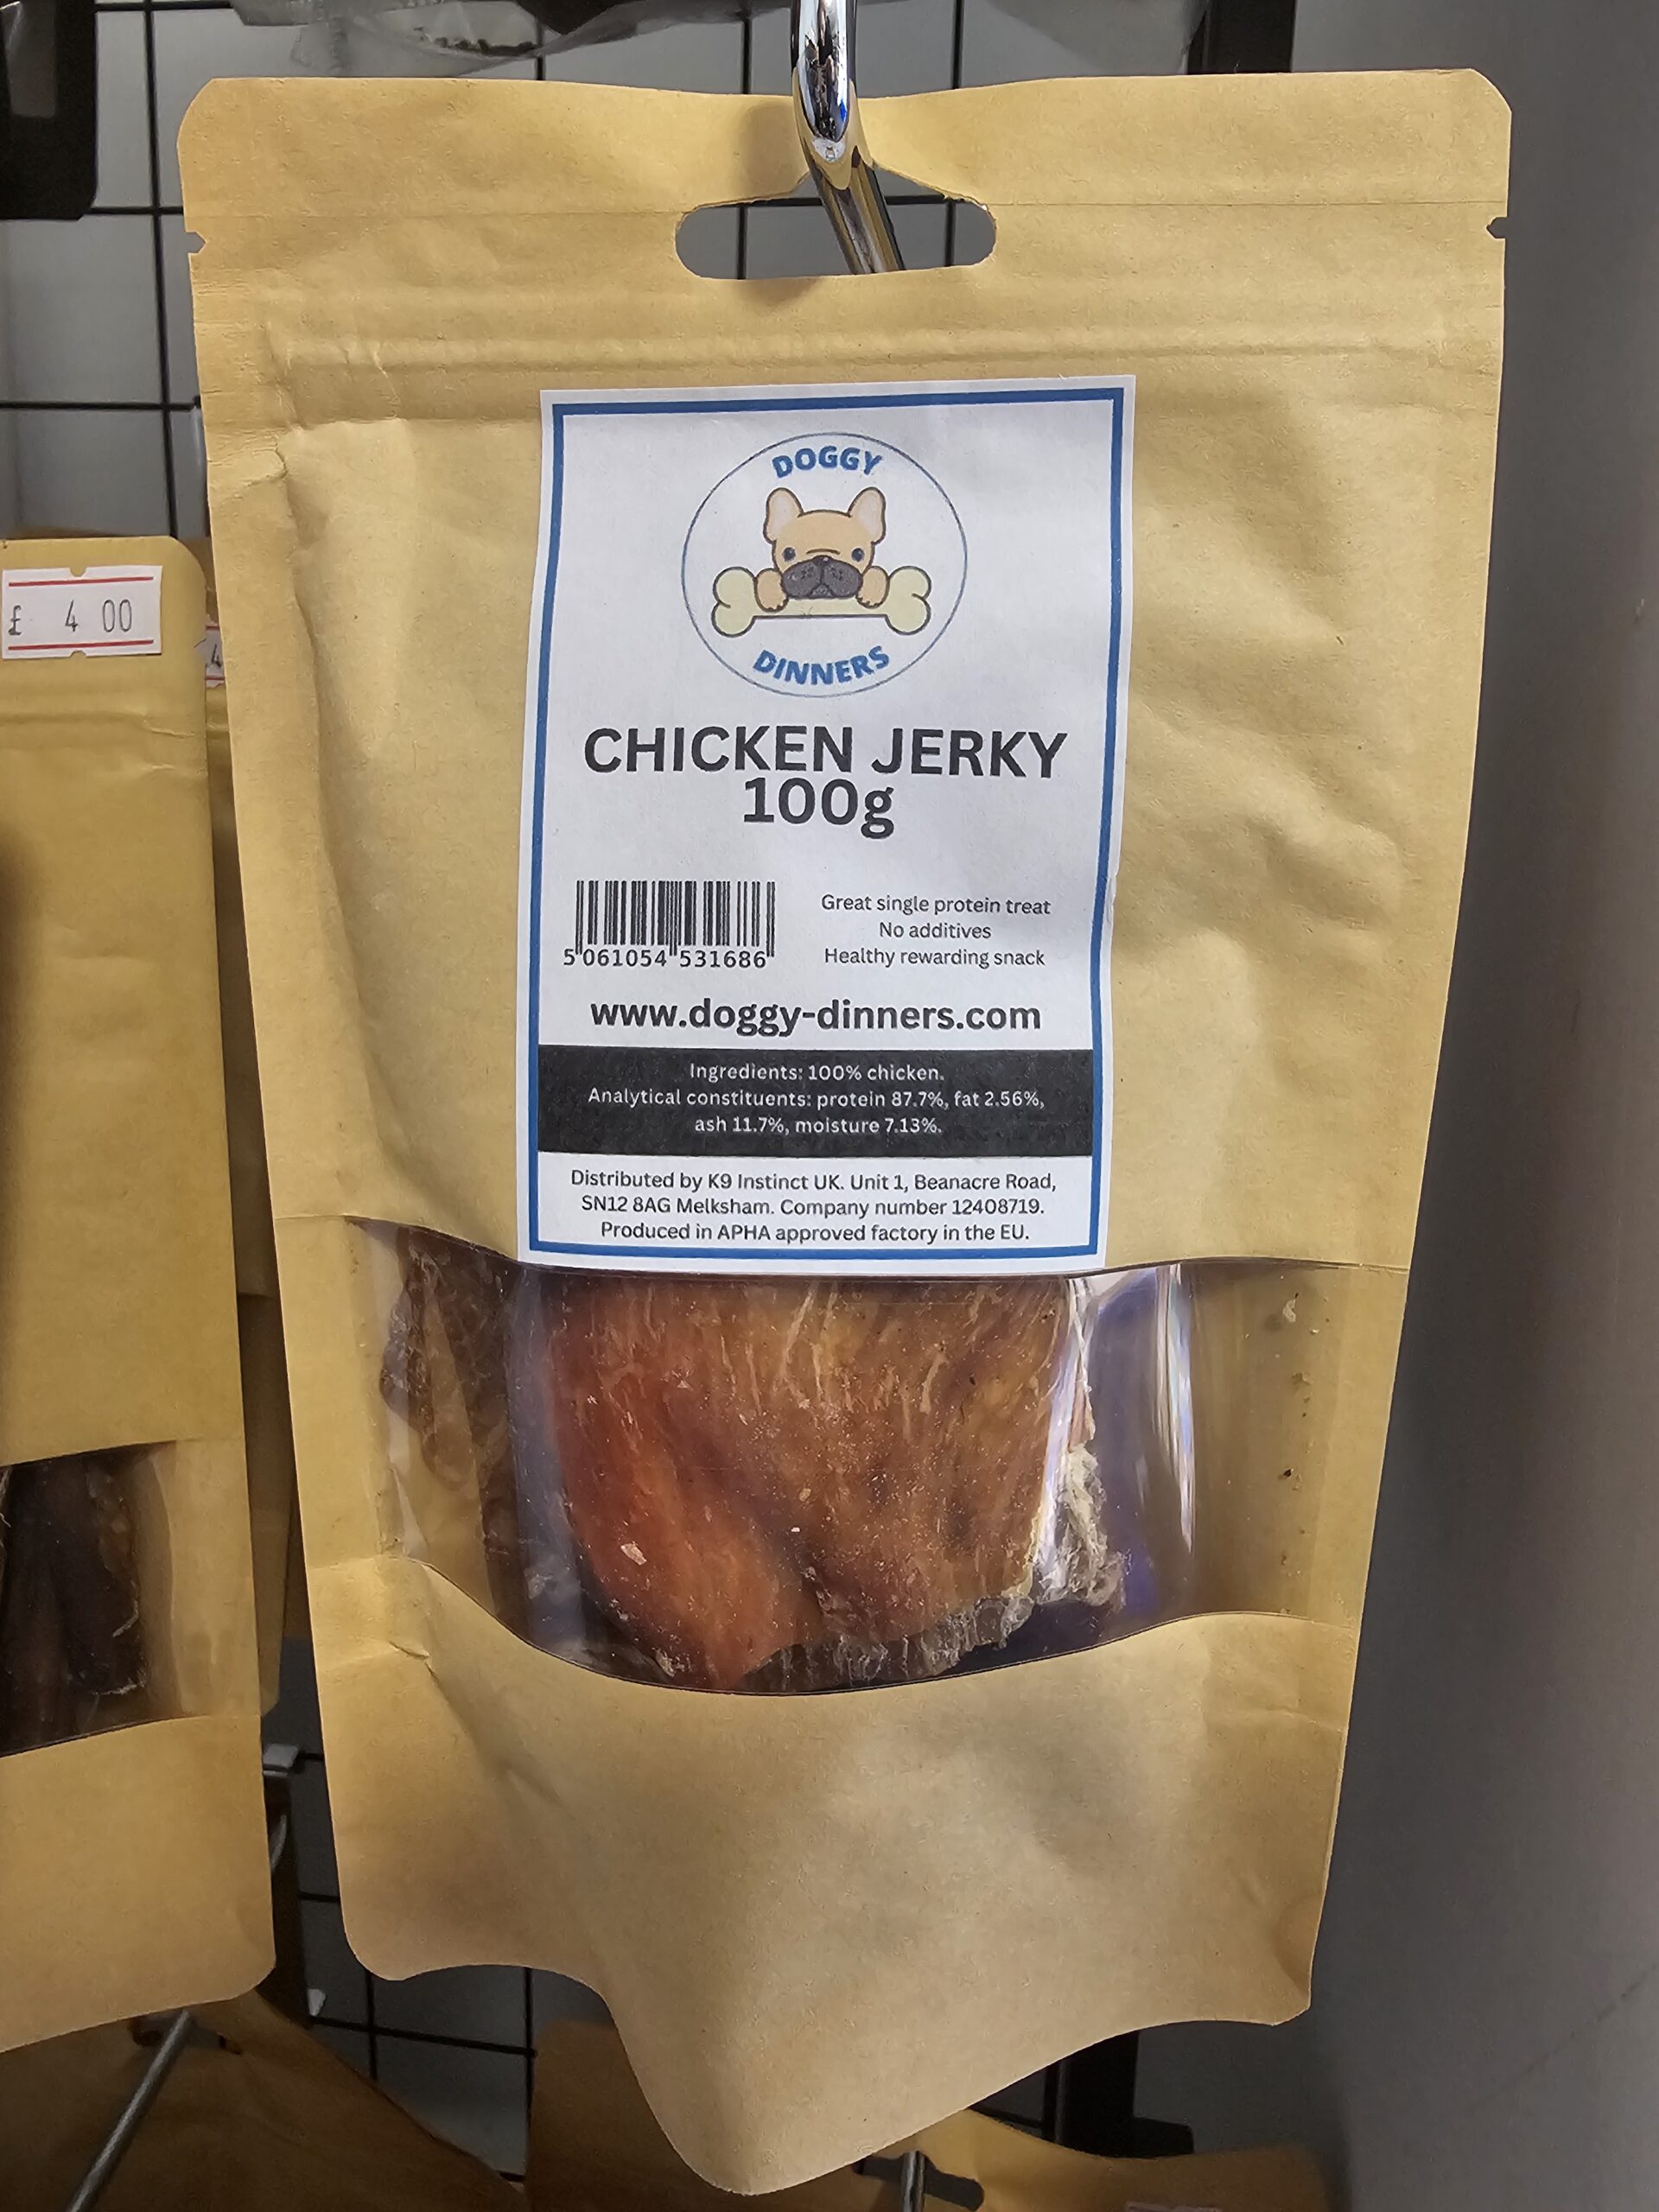 DOGGY
DINNERS
CHICKEN JERKY
100g
5 061054 531686
Great single protein treat
No additives
Healthy rewarding snack
www.doggy-dinners.com
Ingredients: 100% chicken.
Analytical constituents: protein 87.7%, fat 2.56%,
ash 11.7%, moisture 7.13%.
Distributed by K9 Instinct UK. Unit 1, Beanacre Road,
SN12 8AG Melksham. Company number 12408719.
Produced in APHA approved factory in the EU.
£ 4 00
4